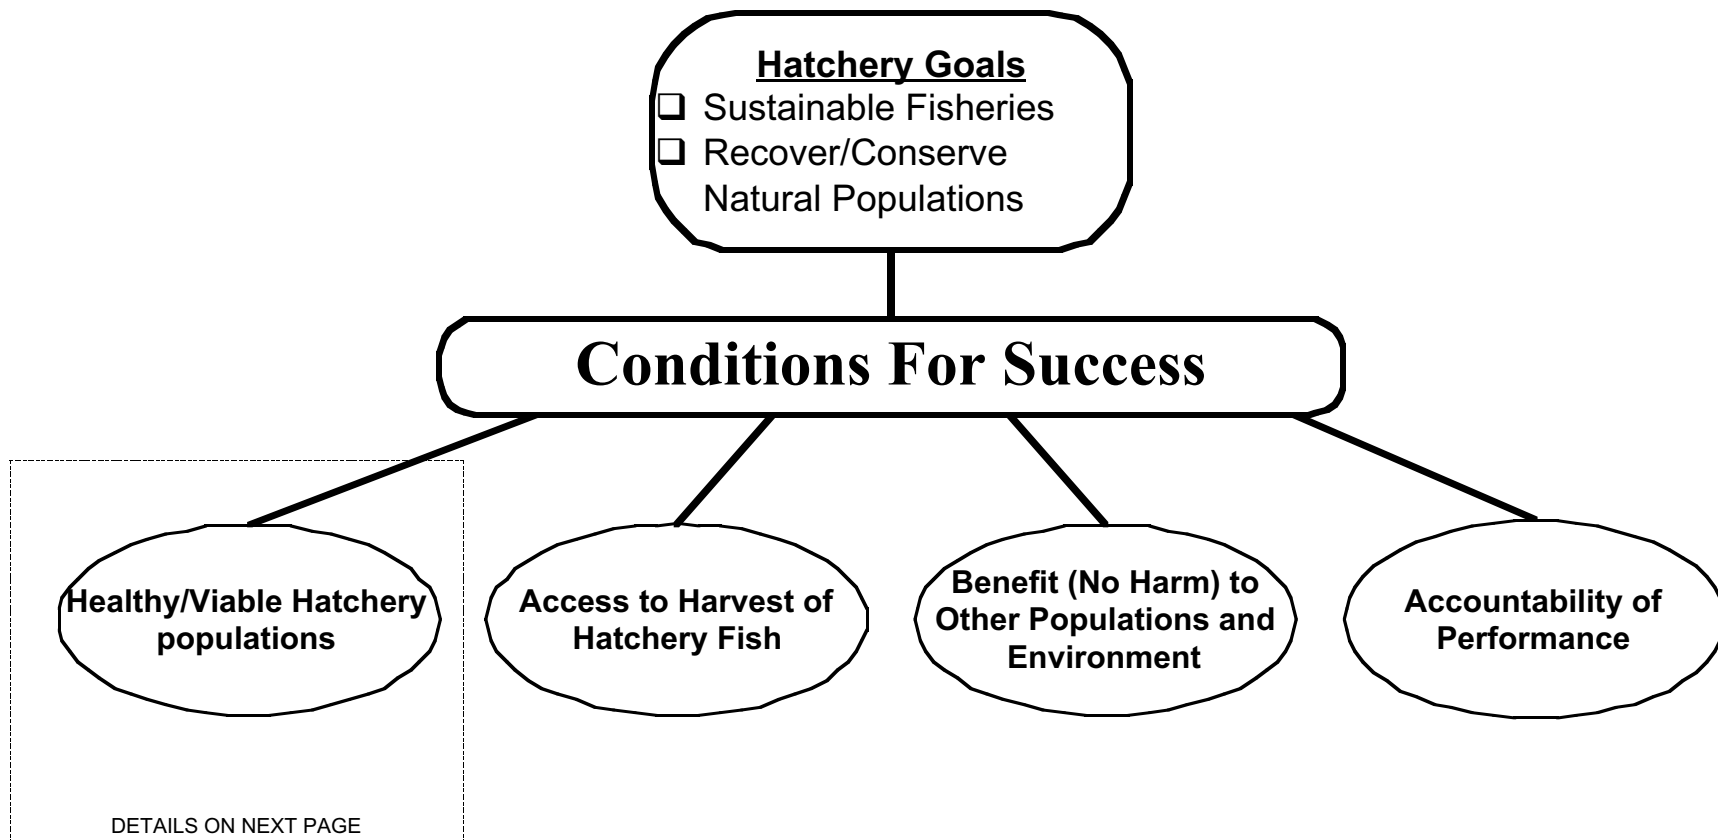 Hatchery Goals
❑ Sustainable Fisheries
❑ Recover/Conserve
Natural Populations
Conditions For Success
Healthy/Viable Hatchery
populations
Access to Harvest of
Hatchery Fish
Benefit (No Harm) to
Other Populations and
Environment
Accountability of
Performance
DETAILS ON NEXT PAGE